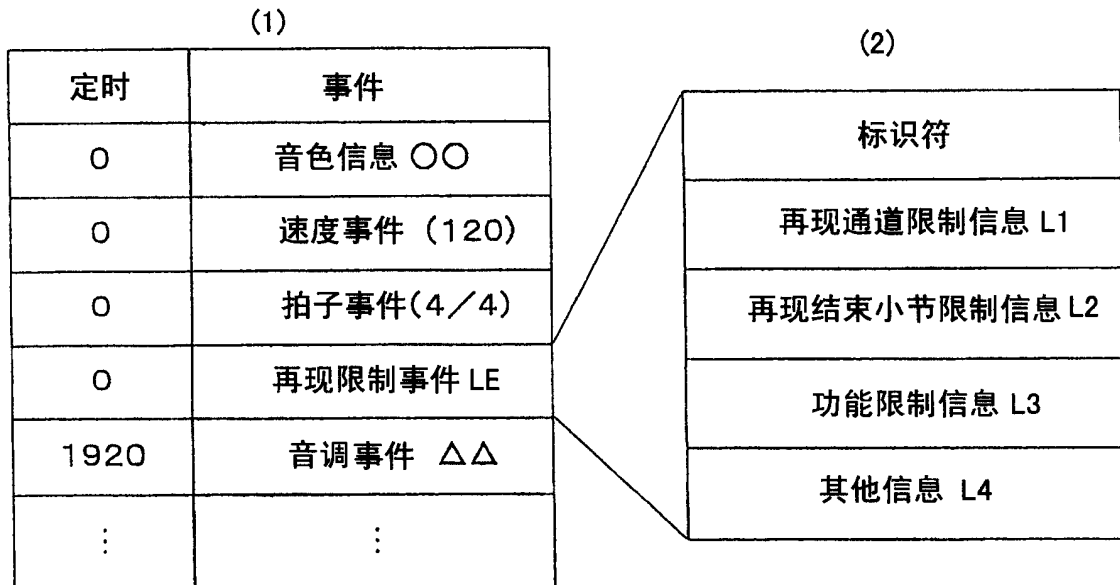 (1)
定时 事件
0 音色信息 〇〇
0 速度事件 (120)
0 拍子事件(4／4)
0 再现限制事件 LE
1920 音调事件 △△
⋮ ⋮
(2)
标识符
再现通道限制信息 L1
再现结束小节限制信息 L2
功能限制信息 L3
其他信息 L4